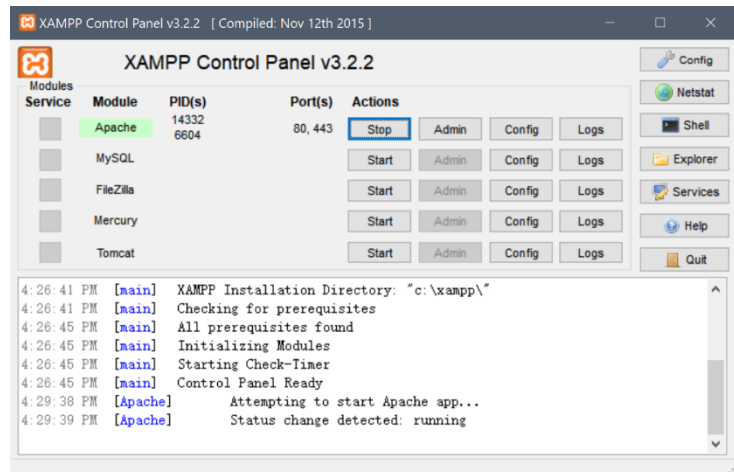 XAMPP Control Panel v3.2.2 [ Compiled: Nov 12th 2015 ]
XAMPP Control Panel v3.2.2
Config
Modules
Service Module PID(s) Port(s) Actions
Netstat
Apache 14332 6604 80, 443 Stop Admin Config Logs
Shell
MySQL Start Admin Config Logs
Explorer
FileZilla Start Admin Config Logs
Services
Mercury Start Admin Config Logs
Help
Tomcat Start Admin Config Logs
Quit
4:26:41 PM [main] XAMPP Installation Directory: "c:\xampp\"
4:26:41 PM [main] Checking for prerequisites
4:26:45 PM [main] All prerequisites found
4:26:45 PM [main] Initializing Modules
4:26:45 PM [main] Starting Check-Timer
4:26:45 PM [main] Control Panel Ready
4:29:38 PM [Apache] Attempting to start Apache app...
4:29:39 PM [Apache] Status change detected: running